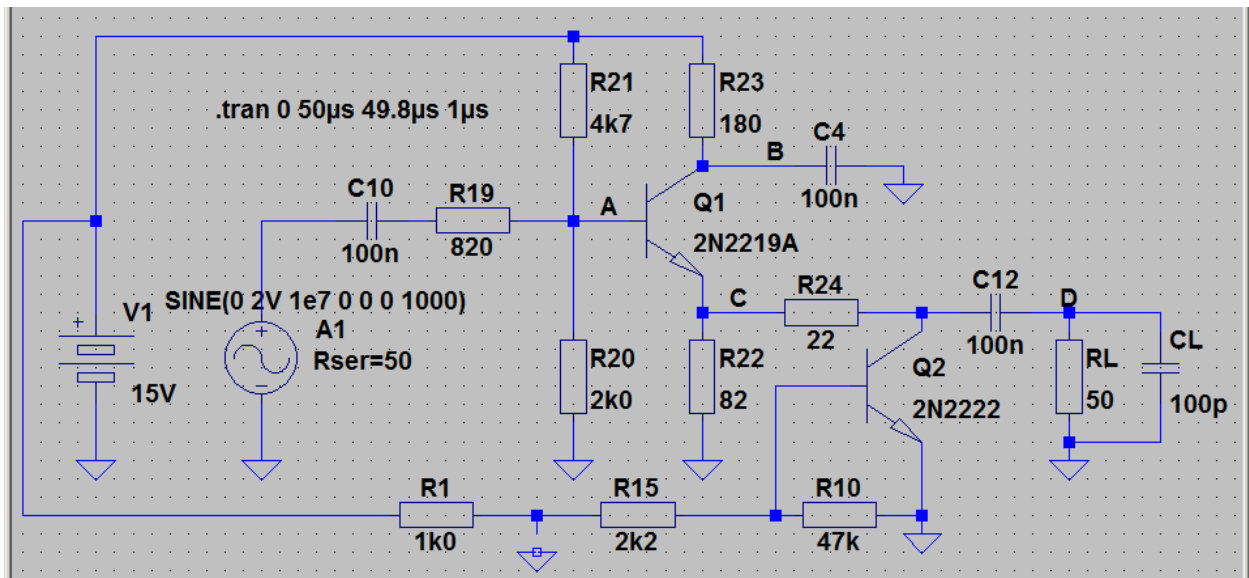 R21
4k7
R23
180
.tran 0 50µs 49.8µs 1µs
B
C4
100n
C10
100n
R19
820
A
Q1
2N2219A
SINE(0 2V 1e7 0 0 0 1000)
V1
+
15V
A1
+
Rser=50
R20
2k0
C
R22
82
R24
22
C12
100n
D
Q2
2N2222
RL
50
CL
100p
R1
1k0
R15
2k2
R10
47k